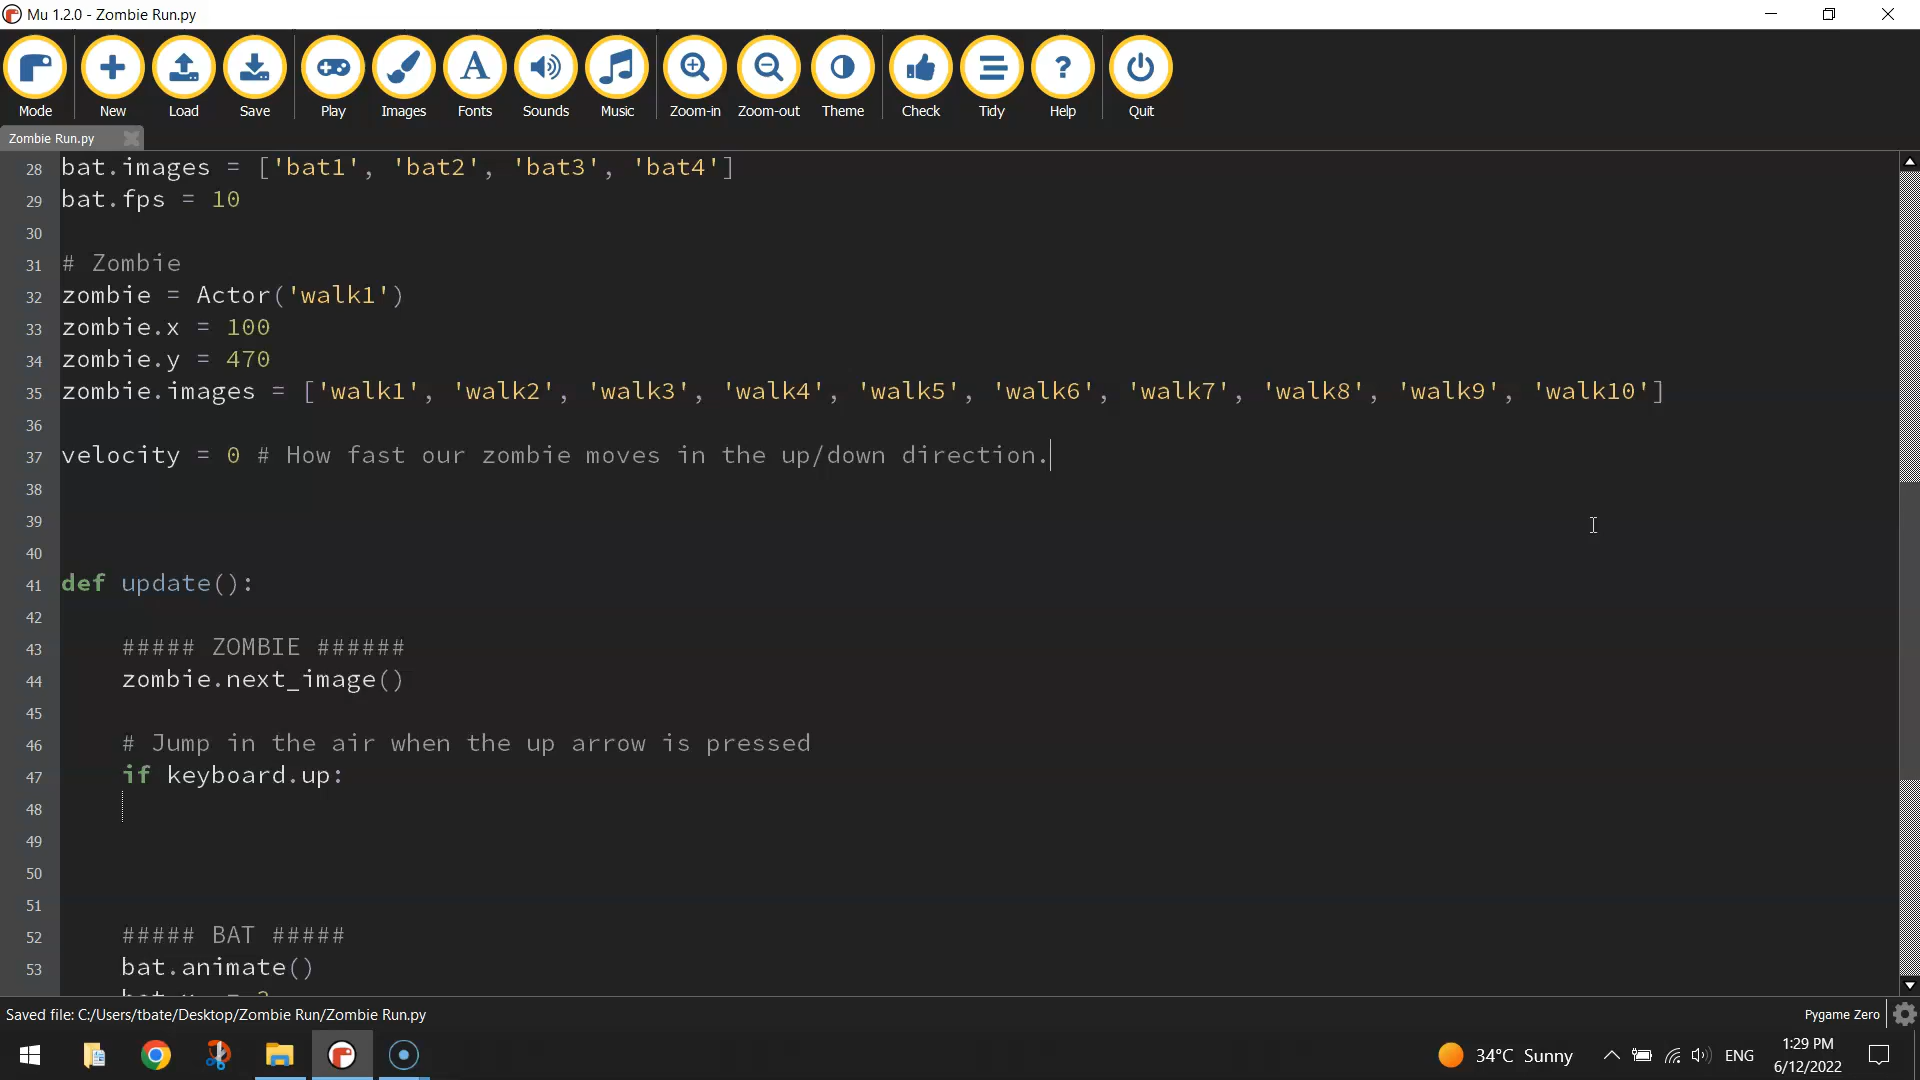 Mu 1.2.0 - Zombie Run.py
Mode New Load Save Play Images Fonts Sounds Music Zoom-in Zoom-out Theme Check Tidy Help Quit
Zombie Run.py
28 bat.images = ['bat1', 'bat2', 'bat3', 'bat4']
29 bat.fps = 10
30
31 # Zombie
32 zombie = Actor('walk1')
33 zombie.x = 100
34 zombie.y = 470
35 zombie.images = ['walk1', 'walk2', 'walk3', 'walk4', 'walk5', 'walk6', 'walk7', 'walk8', 'walk9', 'walk10']
36
37 velocity = 0 # How fast our zombie moves in the up/down direction.
38
39
40
41 def update():
42
43 ##### ZOMBIE ######
44 zombie.next_image()
45
46 # Jump in the air when the up arrow is pressed
47 if keyboard.up:
48
49
50
51
52 ##### BAT #####
53 bat.animate()
Saved file: C:/Users/tbate/Desktop/Zombie Run/Zombie Run.py
Pygame Zero
34°C Sunny
ENG
1:29 PM
6/12/2022